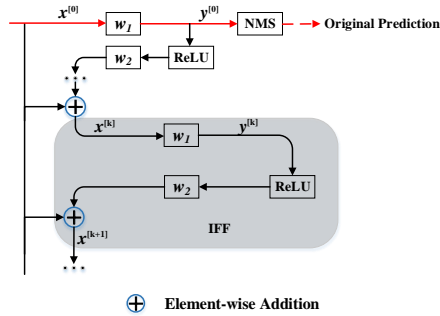 x^[0] y^[0]
w_1 NMS Original Prediction
w_2 ReLU
...
x^[k] y^[k]
w_1
w_2 ReLU
IFF
x^[k+1]
...
Element-wise Addition